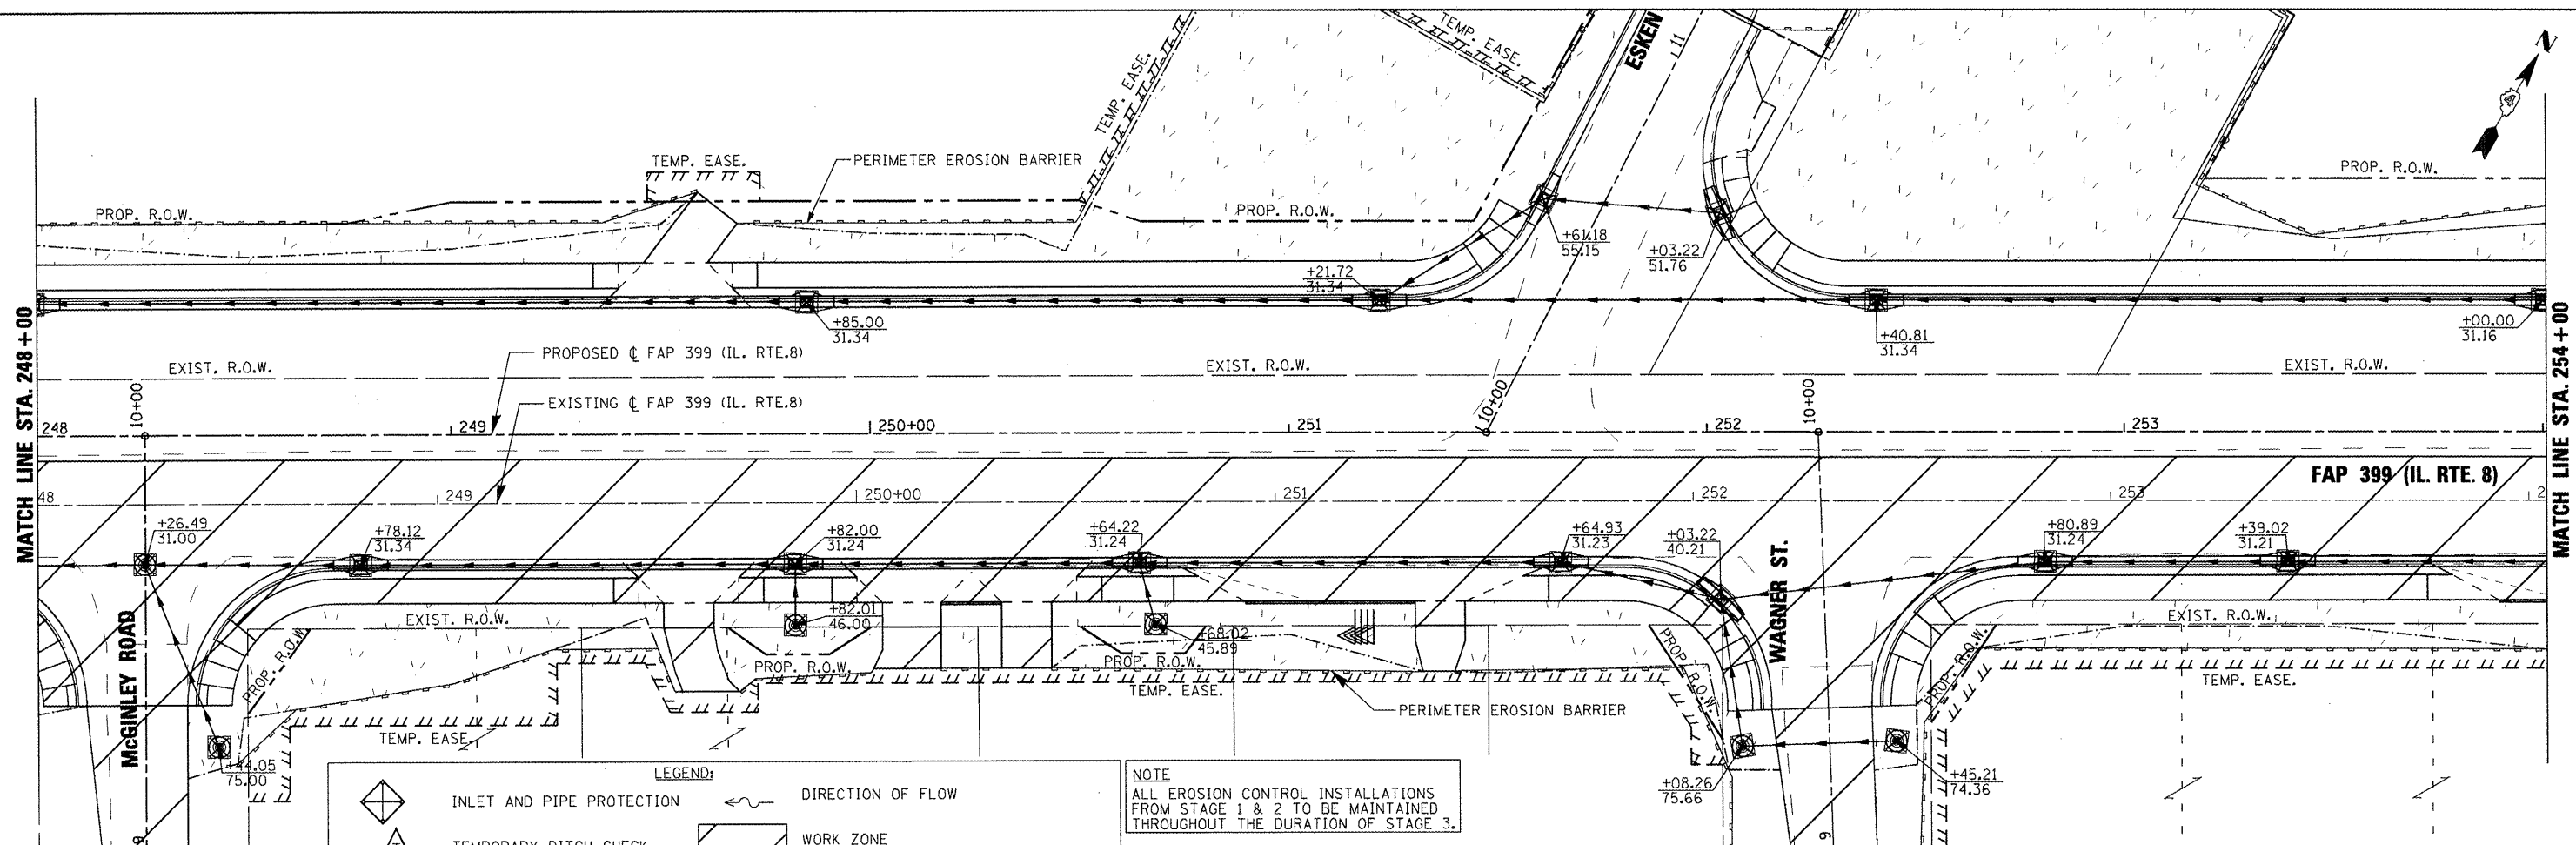 TEMP. EASE.
ESKEN
11
N
TEMP. EASE.
TEMP. EASE.
PERIMETER EROSION BARRIER
PROP. R.O.W.
PROP. R.O.W.
PROP. R.O.W.
+61.18
55.15
+03.22
51.76
+21.72
31.34
+85.00
31.34
+40.81
31.34
+00.00
31.16
MATCH LINE STA. 248+00
MATCH LINE STA. 254+00
PROPOSED ℄ FAP 399 (IL. RTE.8)
EXIST. R.O.W.
EXIST. R.O.W.
EXIST. R.O.W.
EXISTING ℄ FAP 399 (IL. RTE.8)
10+00
10+00
10+00
248
249
250+00
251
252
253
FAP 399 (IL. RTE. 8)
48
249
250+00
251
252
253
2
+26.49
31.00
+78.12
31.34
+82.00
31.24
+64.22
31.24
+64.93
31.23
+03.22
40.21
+80.89
31.24
+39.02
31.21
McGINLEY ROAD
WAGNER ST.
EXIST. R.O.W.
+82.01
46.00
+68.02
45.89
EXIST. R.O.W.
PROP. R.O.W.
PROP. R.O.W.
PROP. R.O.W.
PROP. R.O.W.
PROP. R.O.W.
TEMP. EASE.
TEMP. EASE.
PERIMETER EROSION BARRIER
TEMP. EASE.
+44.05
75.00
+08.26
75.66
+45.21
74.36
9
LEGEND:
INLET AND PIPE PROTECTION
DIRECTION OF FLOW
TEMPORARY DITCH CHECK
WORK ZONE
NOTE
ALL EROSION CONTROL INSTALLATIONS
FROM STAGE 1 & 2 TO BE MAINTAINED
THROUGHOUT THE DURATION OF STAGE 3.